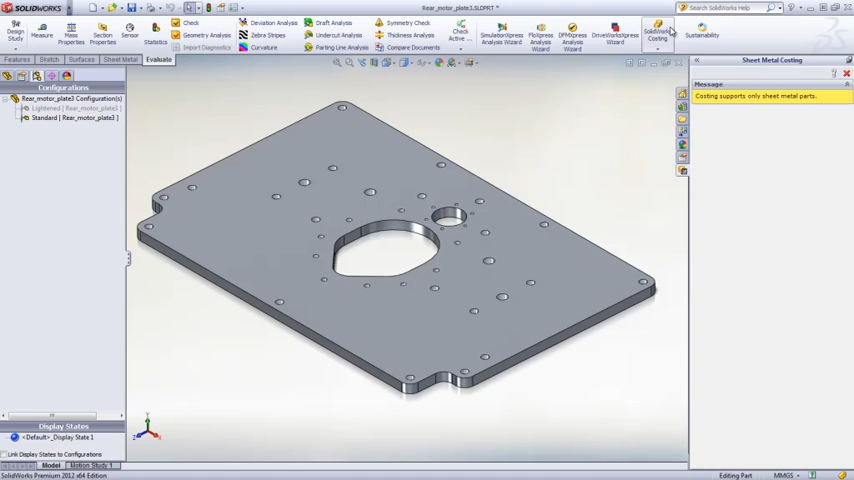 SOLIDWORKS
Rear_motor_plate3.SLDPRT *
Search SolidWorks Help
Design Study
Measure
Mass Properties
Section Properties
Sensor
Statistics
Check
Geometry Analysis
Import Diagnostics
Deviation Analysis
Zebra Stripes
Curvature
Draft Analysis
Undercut Analysis
Parting Line Analysis
Symmetry Check
Thickness Analysis
Compare Documents
Check Active ...
SimulationXpress Analysis Wizard
FloXpress Analysis Wizard
DFMXpress Analysis Wizard
DriveWorksXpress Wizard
SolidWorks Costing
Sustainability
Features
Sketch
Surfaces
Sheet Metal
Evaluate
Sheet Metal Costing
Message
Costing supports only sheet metal parts.
Configurations
Rear_motor_plate3 Configuration(s)
Lightened [ Rear_motor_plate3 ]
Standard [ Rear_motor_plate3 ]
Display States
<Default>_Display State 1
Link Display States to Configurations
Y
Z
X
Model
Motion Study 1
SolidWorks Premium 2012 x64 Edition
Editing Part
MMGS